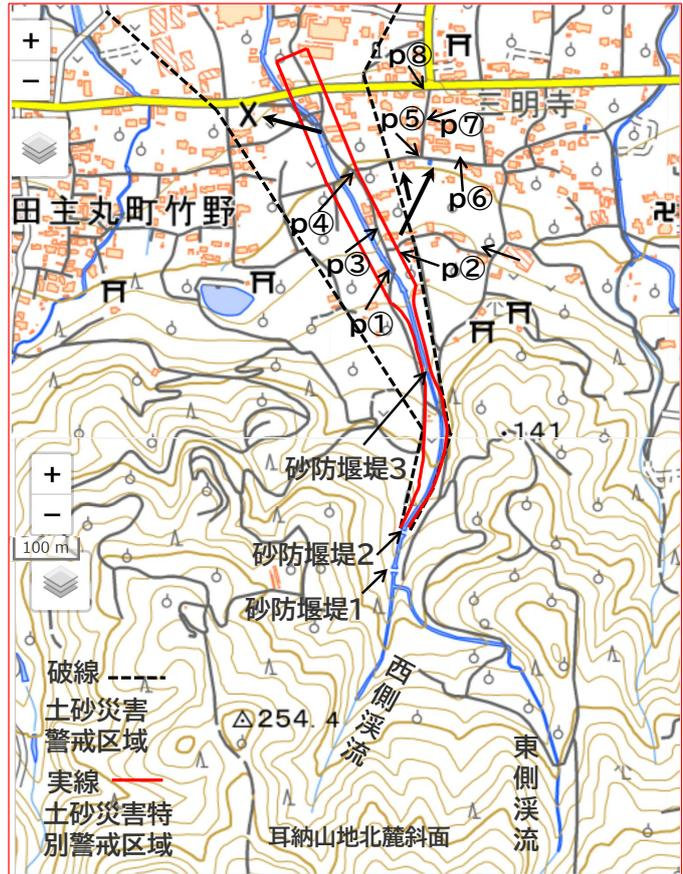 +
−
p⑧
X
p⑤
三明寺
p⑦
田主丸町竹野
p⑥
p④
p③
p②
p①
・141
砂防堰堤3
+
−
100 m
砂防堰堤2
砂防堰堤1
西側渓流
破線
土砂災害
警戒区域
254.4
東側渓流
実線
土砂災害特
別警戒区域
耳納山地北麓斜面